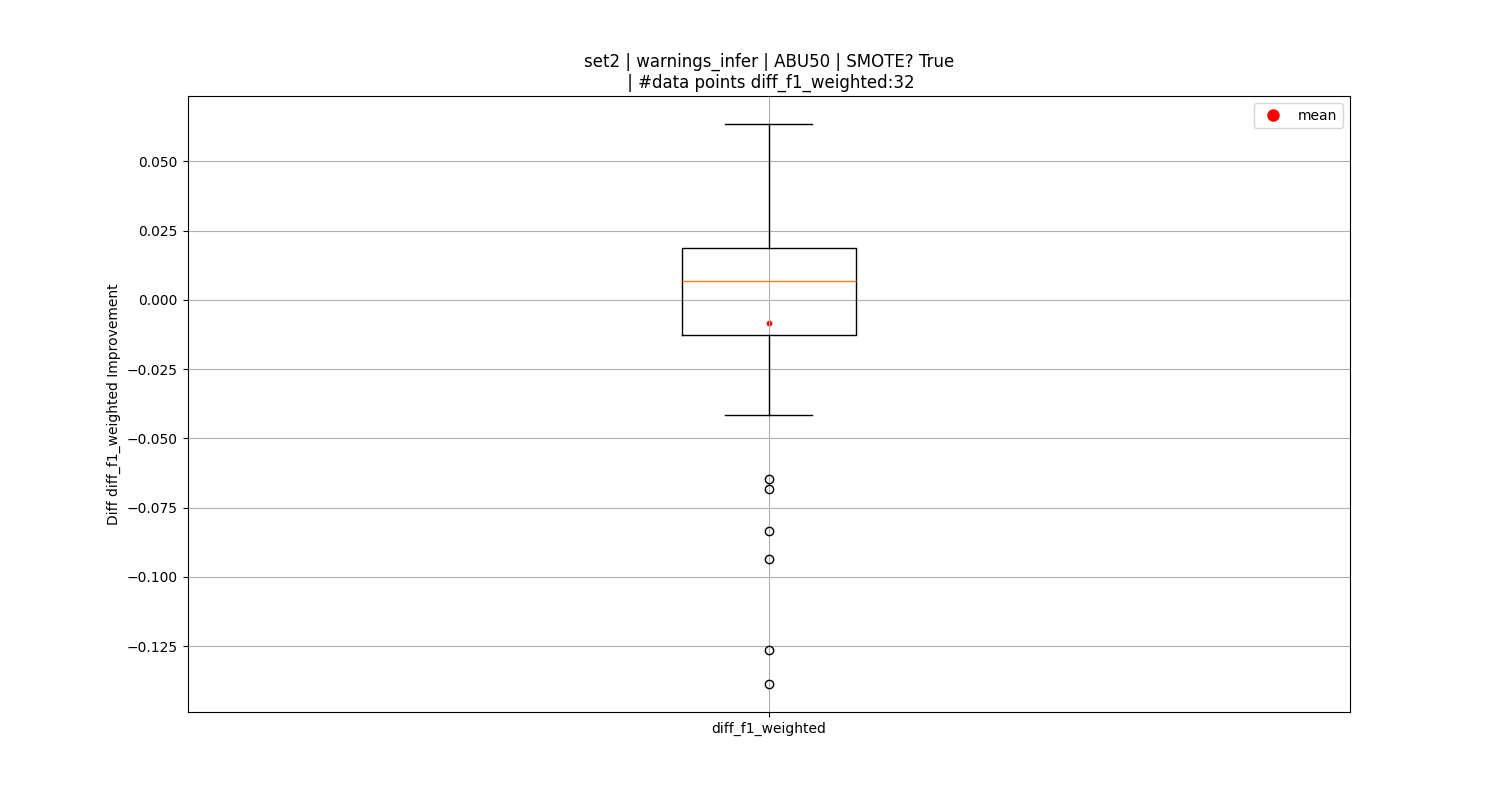 set2 | warnings_infer | ABU50 | SMOTE? True
| #data points diff_f1_weighted:32
mean
0.050
0.025
0.000
−0.025
−0.050
−0.075
−0.100
−0.125
Diff diff_f1_weighted Improvement
diff_f1_weighted